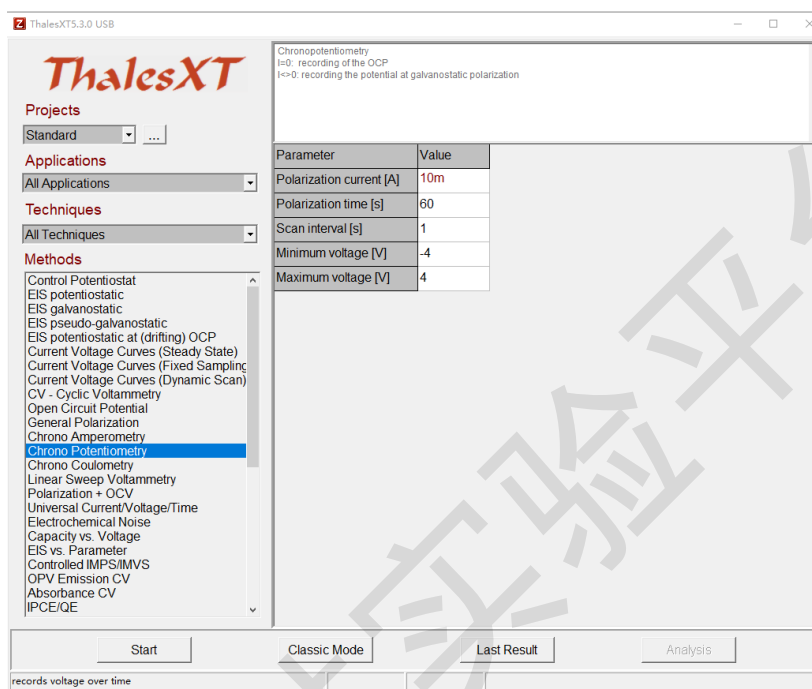 ThalesXT5.3.0 USB
ThalesXT
Projects
Standard
...
Applications
All Applications
Techniques
All Techniques
Methods
Control Potentiostat
EIS potentiostatic
EIS galvanostatic
EIS pseudo-galvanostatic
EIS potentiostatic at (drifting) OCP
Current Voltage Curves (Steady State)
Current Voltage Curves (Fixed Sampling
Current Voltage Curves (Dynamic Scan)
CV - Cyclic Voltammetry
Open Circuit Potential
General Polarization
Chrono Amperometry
Chrono Potentiometry
Chrono Coulometry
Linear Sweep Voltammetry
Polarization + OCV
Universal Current/Voltage/Time
Electrochemical Noise
Capacity vs. Voltage
EIS vs. Parameter
Controlled IMPS/IMVS
OPV Emission CV
Absorbance CV
IPCE/QE
Chronopotentiometry
I=0: recording of the OCP
I<>0: recording the potential at galvanostatic polarization
Parameter Value
Polarization current [A] 10m
Polarization time [s] 60
Scan interval [s] 1
Minimum voltage [V] -4
Maximum voltage [V] 4
Start Classic Mode Last Result Analysis
records voltage over time
实验平